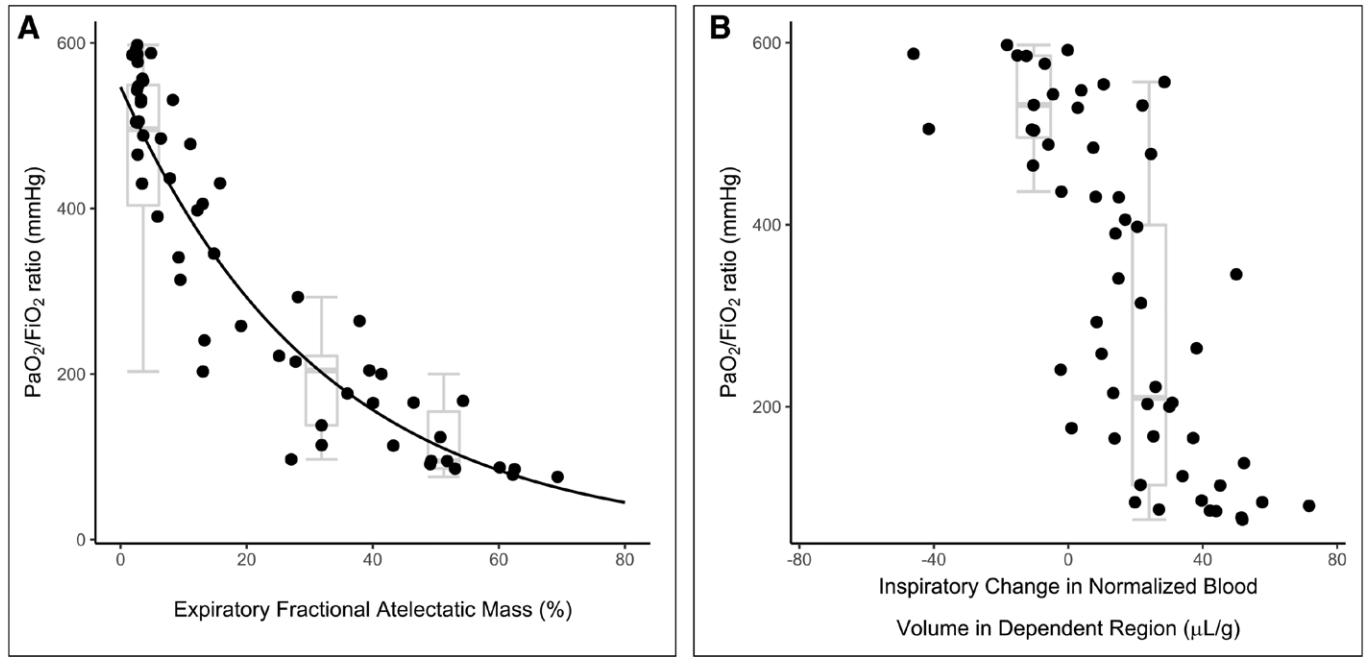 A
600
400
200
0
PaO₂/FiO₂ ratio (mmHg)
0 20 40 60 80
Expiratory Fractional Atelectatic Mass (%)
B
600
400
200
PaO₂/FiO₂ ratio (mmHg)
-80 -40 0 40 80
Inspiratory Change in Normalized Blood
Volume in Dependent Region (μL/g)